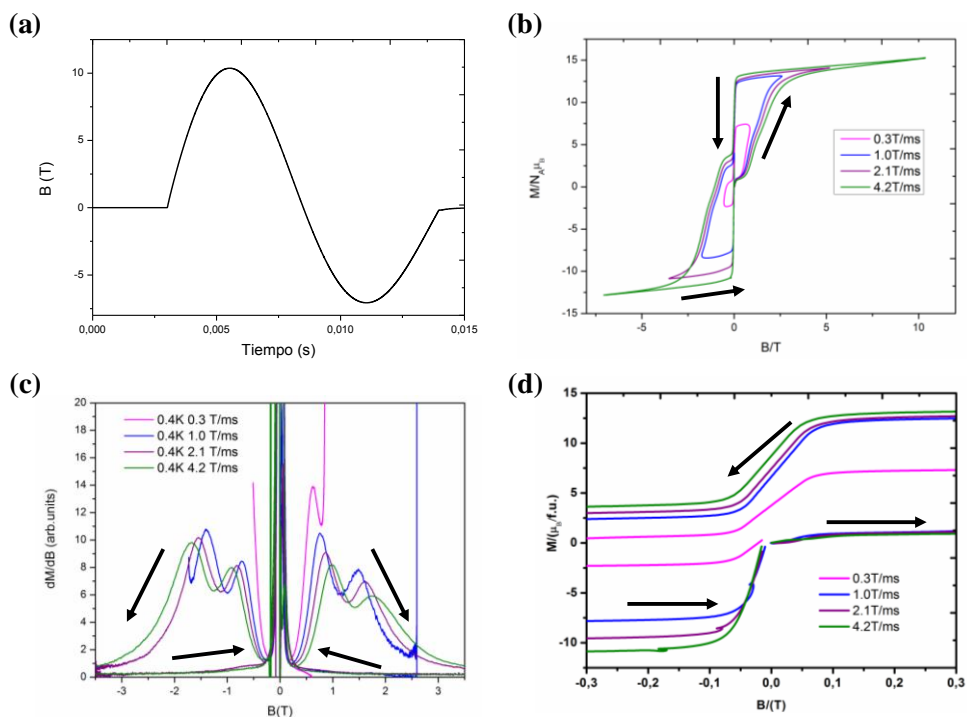 (a)
10
5
0
-5
0,000
0,005
0,010
0,015
B (T)
Tiempo (s)
(b)
15
10
5
0
-5
-10
-15
-5
0
5
10
M/NAμB
B/T
0.3T/ms
1.0T/ms
2.1T/ms
4.2T/ms
(c)
20
18
16
14
12
10
8
6
4
2
0
-3
-2
-1
0
1
2
3
dM/dB (arb.units)
B(T)
0.4K 0.3 T/ms
0.4K 1.0 T/ms
0.4K 2.1 T/ms
0.4K 4.2 T/ms
(d)
15
10
5
0
-5
-10
-0,3
-0,2
-0,1
0,0
0,1
0,2
0,3
M/(μB/f.u.)
B/(T)
0.3T/ms
1.0T/ms
2.1T/ms
4.2T/ms